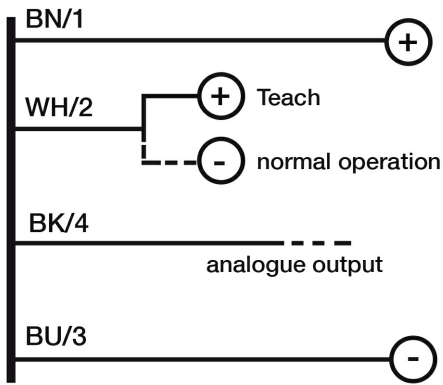 BN/1
+
WH/2
+ Teach
- normal operation
BK/4
analogue output
BU/3
-